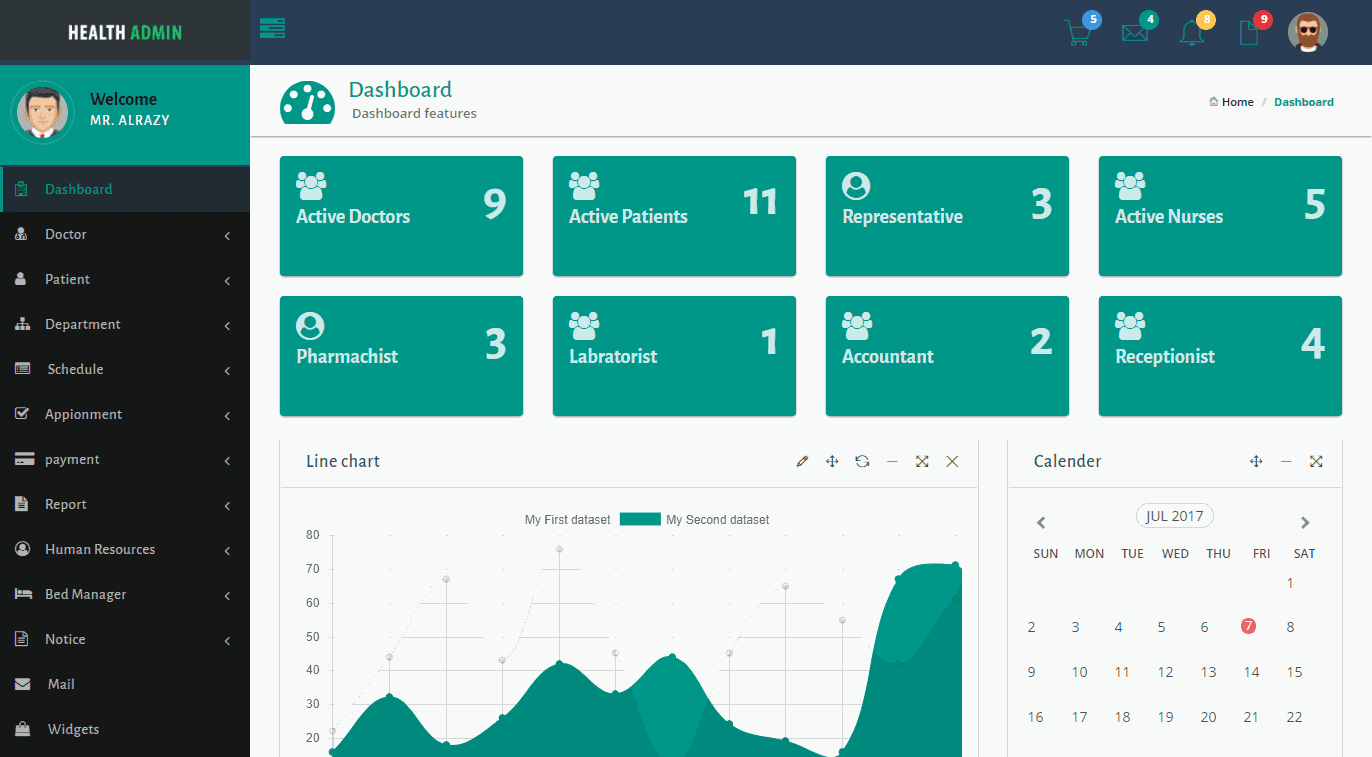 HEALTH ADMIN
5
4
8
9
Welcome
MR. ALRAZY
Dashboard
Doctor
Patient
Department
Schedule
Appionment
payment
Report
Human Resources
Bed Manager
Notice
Mail
Widgets
Dashboard
Dashboard features
Home / Dashboard
Active Doctors 9
Active Patients 11
Representative 3
Active Nurses 5
Pharmachist 3
Labratorist 1
Accountant 2
Receptionist 4
Line chart
My First dataset My Second dataset
80
70
60
50
40
30
20
Calender
JUL 2017
SUN MON TUE WED THU FRI SAT
1
2 3 4 5 6 7 8
9 10 11 12 13 14 15
16 17 18 19 20 21 22